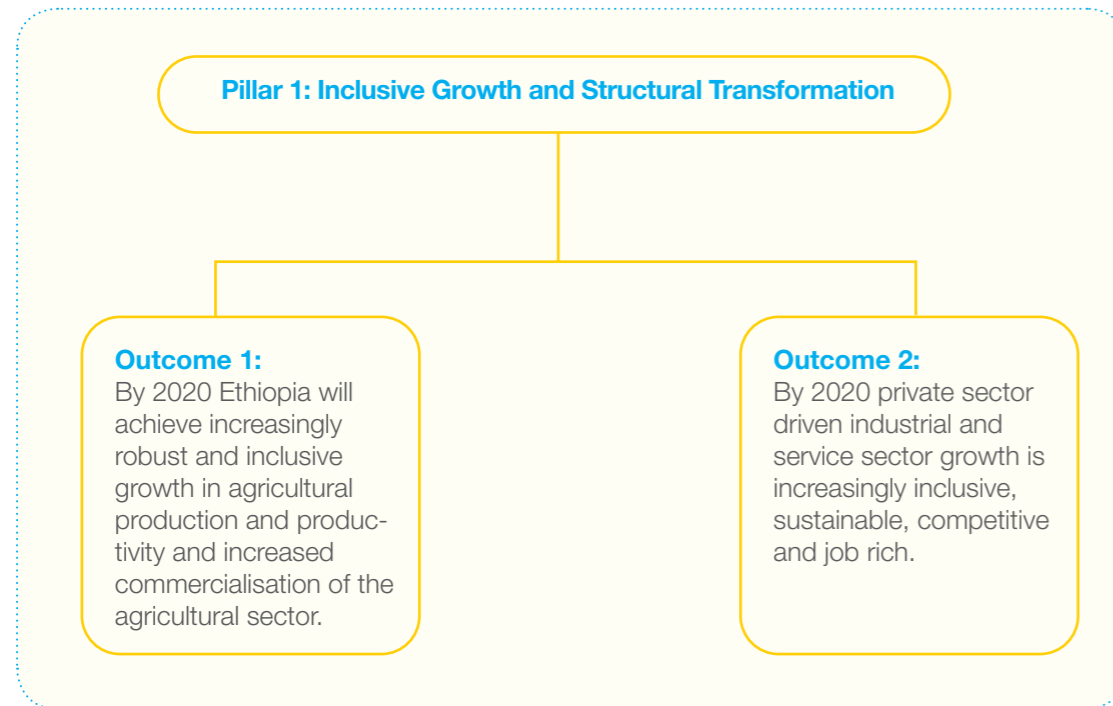 Pillar 1: Inclusive Growth and Structural Transformation
Outcome 1:
By 2020 Ethiopia will
achieve increasingly
robust and inclusive
growth in agricultural
production and produc-
tivity and increased
commercialisation of the
agricultural sector.
Outcome 2:
By 2020 private sector
driven industrial and
service sector growth is
increasingly inclusive,
sustainable, competitive
and job rich.